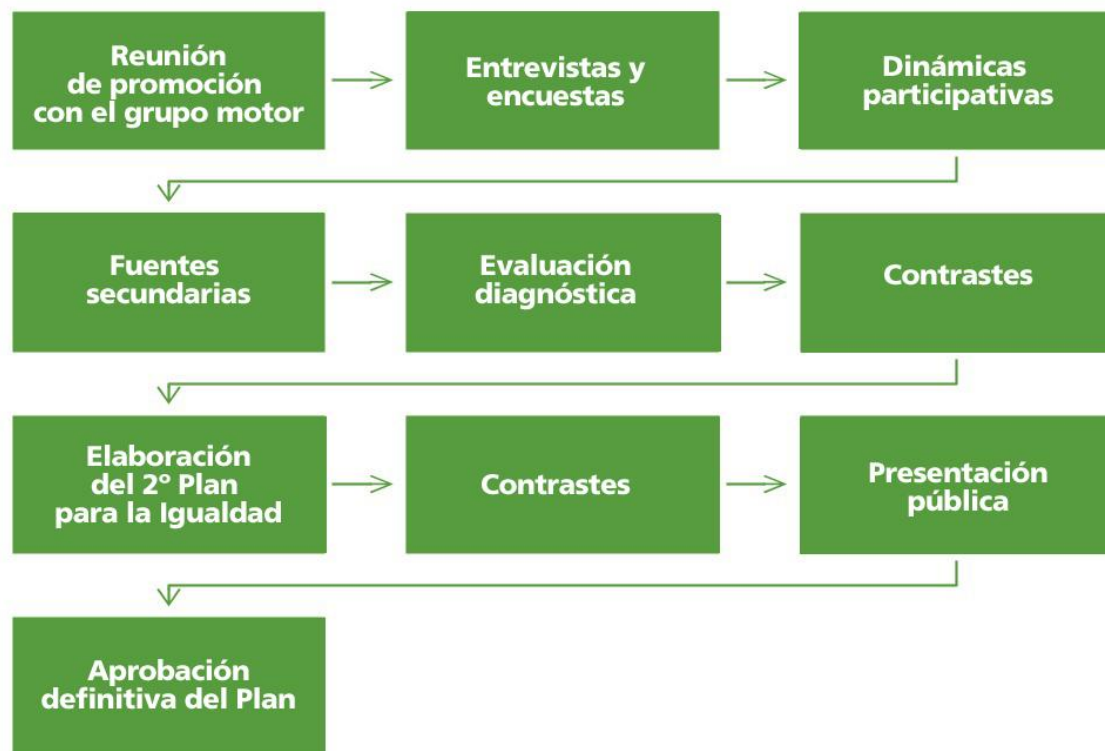 Reunión
de promoción
con el grupo motor
Entrevistas y
encuestas
Dinámicas
participativas
Fuentes
secundarias
Evaluación
diagnóstica
Contrastes
Elaboración
del 2º Plan
para la Igualdad
Contrastes
Presentación
pública
Aprobación
definitiva del Plan